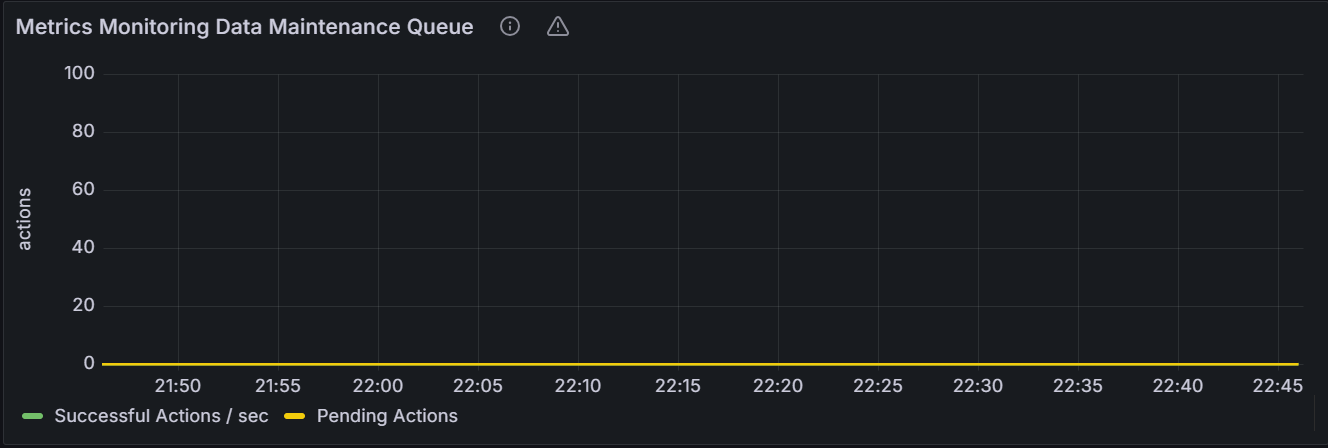 Metrics Monitoring Data Maintenance Queue
100
80
60
40
20
0
actions
21:50 21:55 22:00 22:05 22:10 22:15 22:20 22:25 22:30 22:35 22:40 22:45
Successful Actions / sec Pending Actions